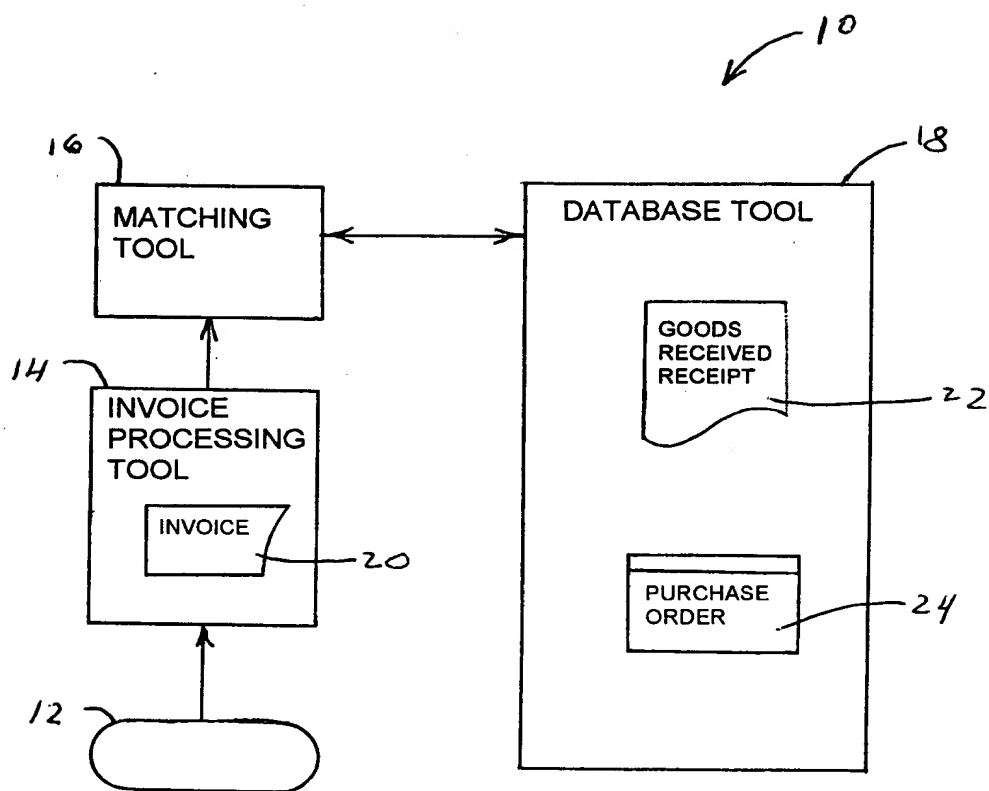 10
16
18
MATCHING
TOOL
DATABASE TOOL
GOODS
RECEIVED
RECEIPT
22
14
INVOICE
PROCESSING
TOOL
INVOICE
20
PURCHASE
ORDER
24
12